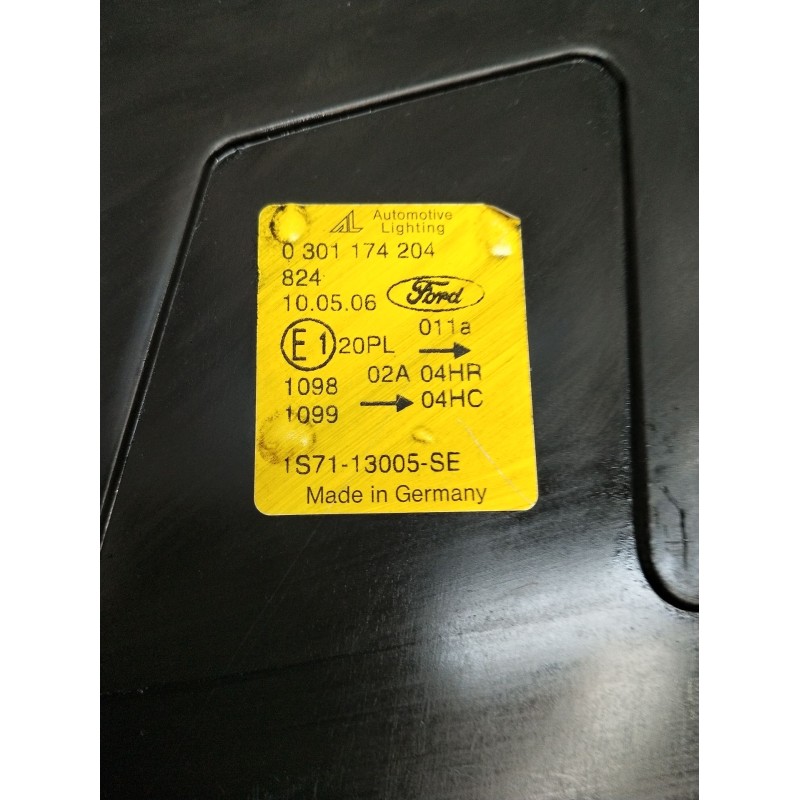 AL Automotive
Lighting
0 301 174 204
824
10.05.06 Ford
E1 20PL 011a →
1098 02A 04HR
1099 → 04HC
1S71-13005-SE
Made in Germany